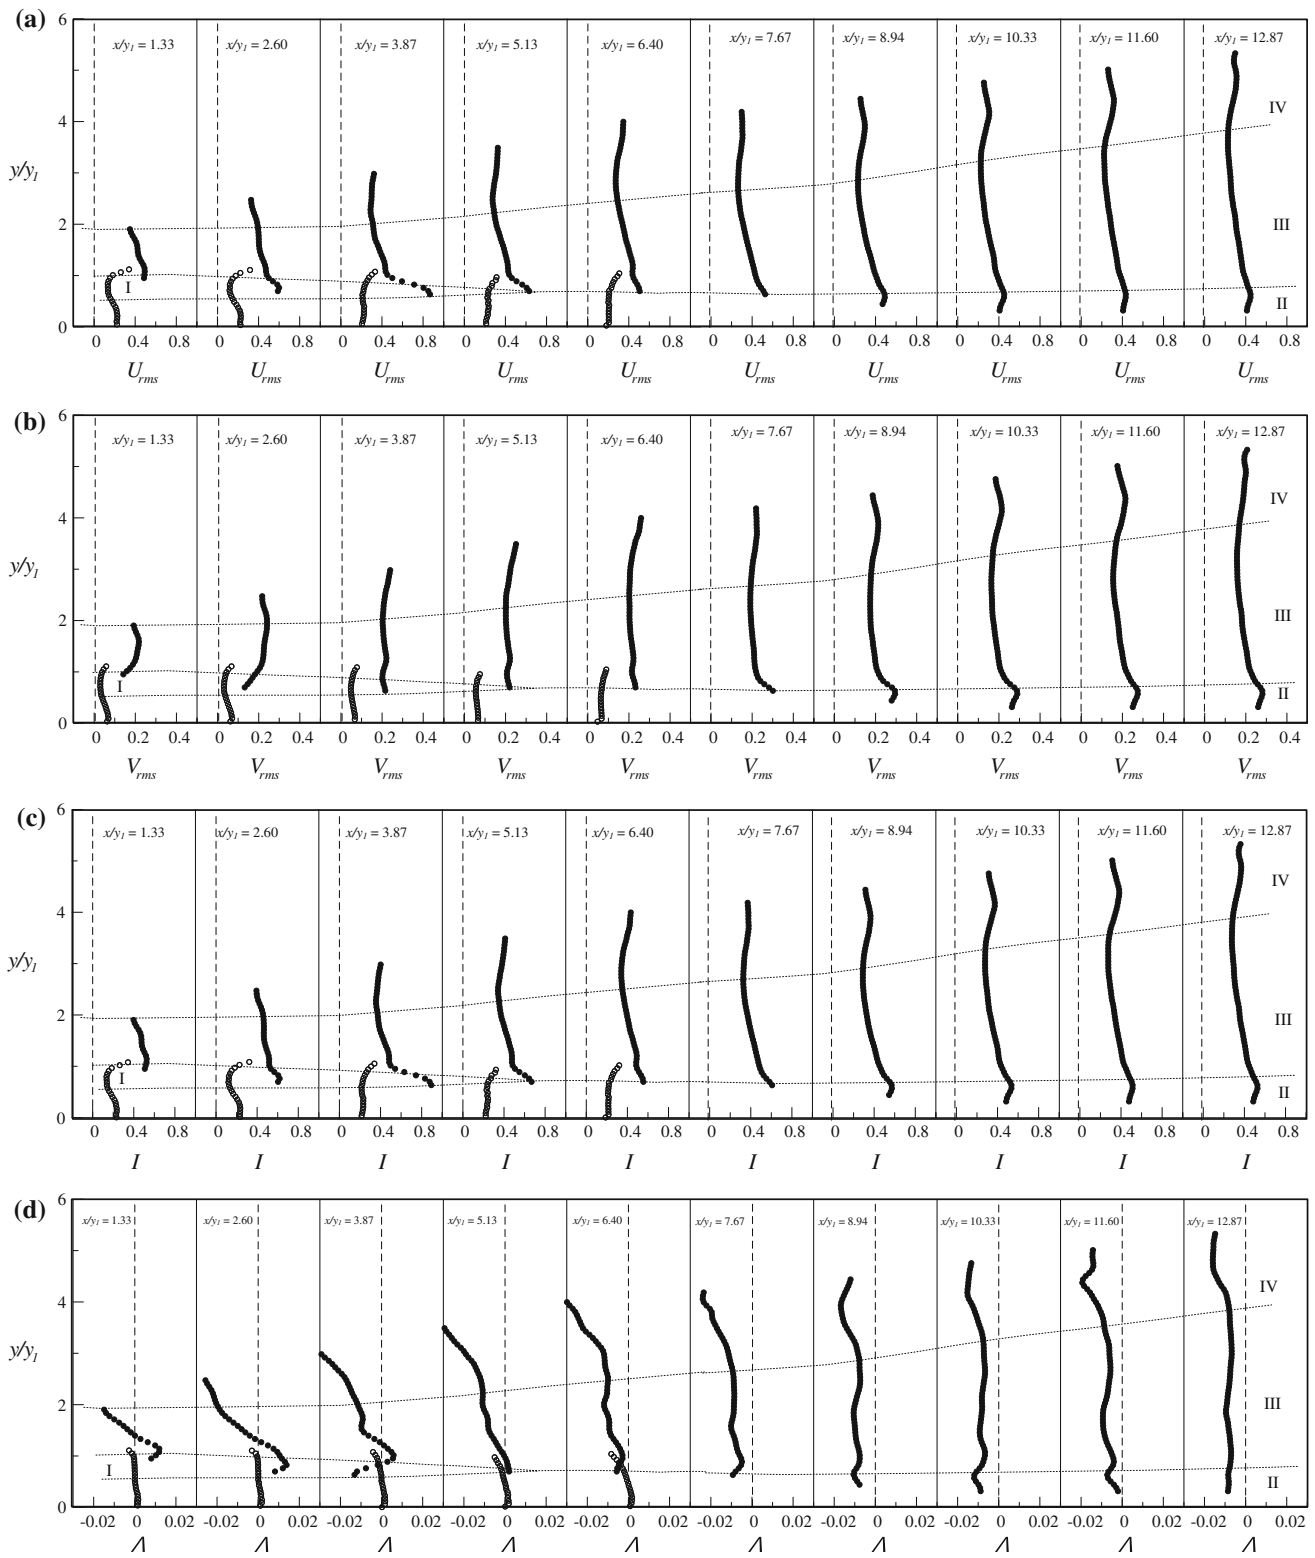 (a)
6
x/y1 = 1.33 x/y1 = 2.60 x/y1 = 3.87 x/y1 = 5.13 x/y1 = 6.40 x/y1 = 7.67 x/y1 = 8.94 x/y1 = 10.33 x/y1 = 11.60 x/y1 = 12.87
IV
4
y/y1
III
2
I
II
0
0 0.4 0.8 0 0.4 0.8 0 0.4 0.8 0 0.4 0.8 0 0.4 0.8 0 0.4 0.8 0 0.4 0.8 0 0.4 0.8 0 0.4 0.8 0 0.4 0.8
Urms Urms Urms Urms Urms Urms Urms Urms Urms Urms
(b)
6
x/y1 = 1.33 x/y1 = 2.60 x/y1 = 3.87 x/y1 = 5.13 x/y1 = 6.40 x/y1 = 7.67 x/y1 = 8.94 x/y1 = 10.33 x/y1 = 11.60 x/y1 = 12.87
IV
4
y/y1
III
2
I
II
0
0 0.2 0.4 0 0.2 0.4 0 0.2 0.4 0 0.2 0.4 0 0.2 0.4 0 0.2 0.4 0 0.2 0.4 0 0.2 0.4 0 0.2 0.4 0 0.2 0.4
Vrms Vrms Vrms Vrms Vrms Vrms Vrms Vrms Vrms Vrms
(c)
6
x/y1 = 1.33 x/y1 = 2.60 x/y1 = 3.87 x/y1 = 5.13 x/y1 = 6.40 x/y1 = 7.67 x/y1 = 8.94 x/y1 = 10.33 x/y1 = 11.60 x/y1 = 12.87
IV
4
y/y1
III
2
I
II
0
0 0.4 0.8 0 0.4 0.8 0 0.4 0.8 0 0.4 0.8 0 0.4 0.8 0 0.4 0.8 0 0.4 0.8 0 0.4 0.8 0 0.4 0.8 0 0.4 0.8
I I I I I I I I I I
(d)
6
x/y1 = 1.33 x/y1 = 2.60 x/y1 = 3.87 x/y1 = 5.13 x/y1 = 6.40 x/y1 = 7.67 x/y1 = 8.94 x/y1 = 10.33 x/y1 = 11.60 x/y1 = 12.87
IV
4
y/y1
III
2
I
II
0
-0.02 0 0.02 -0.02 0 0.02 -0.02 0 0.02 -0.02 0 0.02 -0.02 0 0.02 -0.02 0 0.02 -0.02 0 0.02 -0.02 0 0.02 -0.02 0 0.02 -0.02 0 0.02
Λ Λ Λ Λ Λ Λ Λ Λ Λ Λ